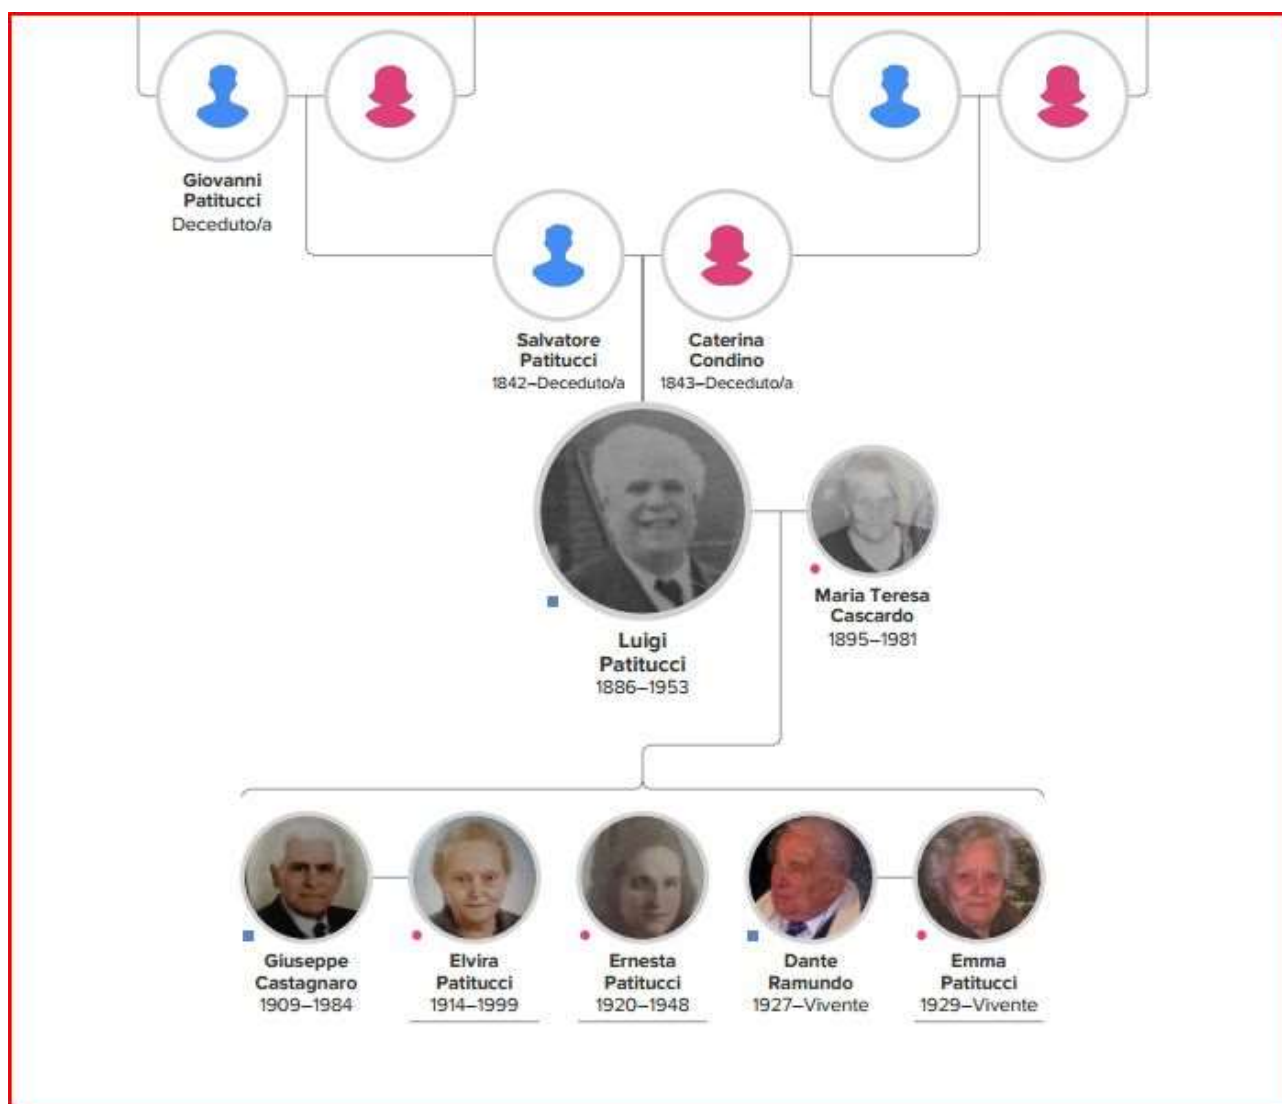 Giovanni
Patitucci
Deceduto/a
Salvatore
Patitucci
1842–Deceduto/a
Caterina
Condino
1843–Deceduto/a
Luigi
Patitucci
1886–1953
Maria Teresa
Cascardo
1895–1981
Giuseppe
Castagnaro
1909–1984
Elvira
Patitucci
1914–1999
Ernesta
Patitucci
1920–1948
Dante
Ramundo
1927–Vivente
Emma
Patitucci
1929–Vivente